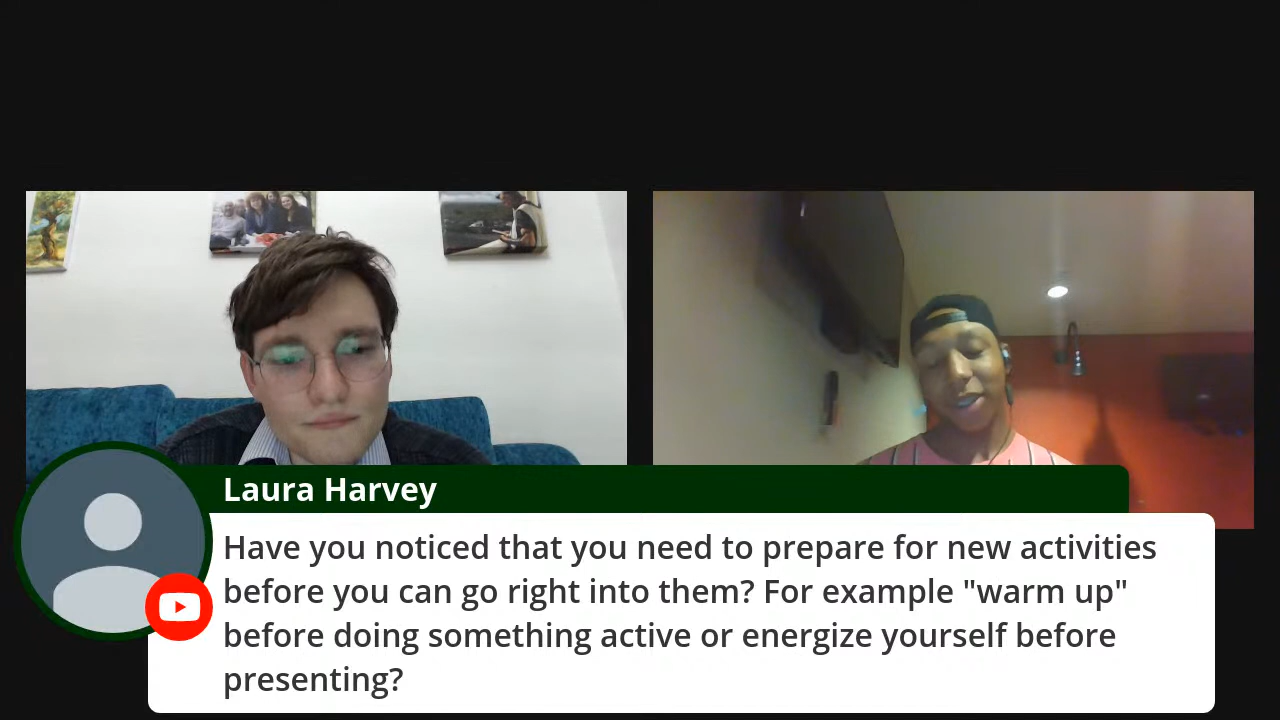 Laura Harvey
Have you noticed that you need to prepare for new activities
before you can go right into them? For example "warm up"
before doing something active or energize yourself before
presenting?